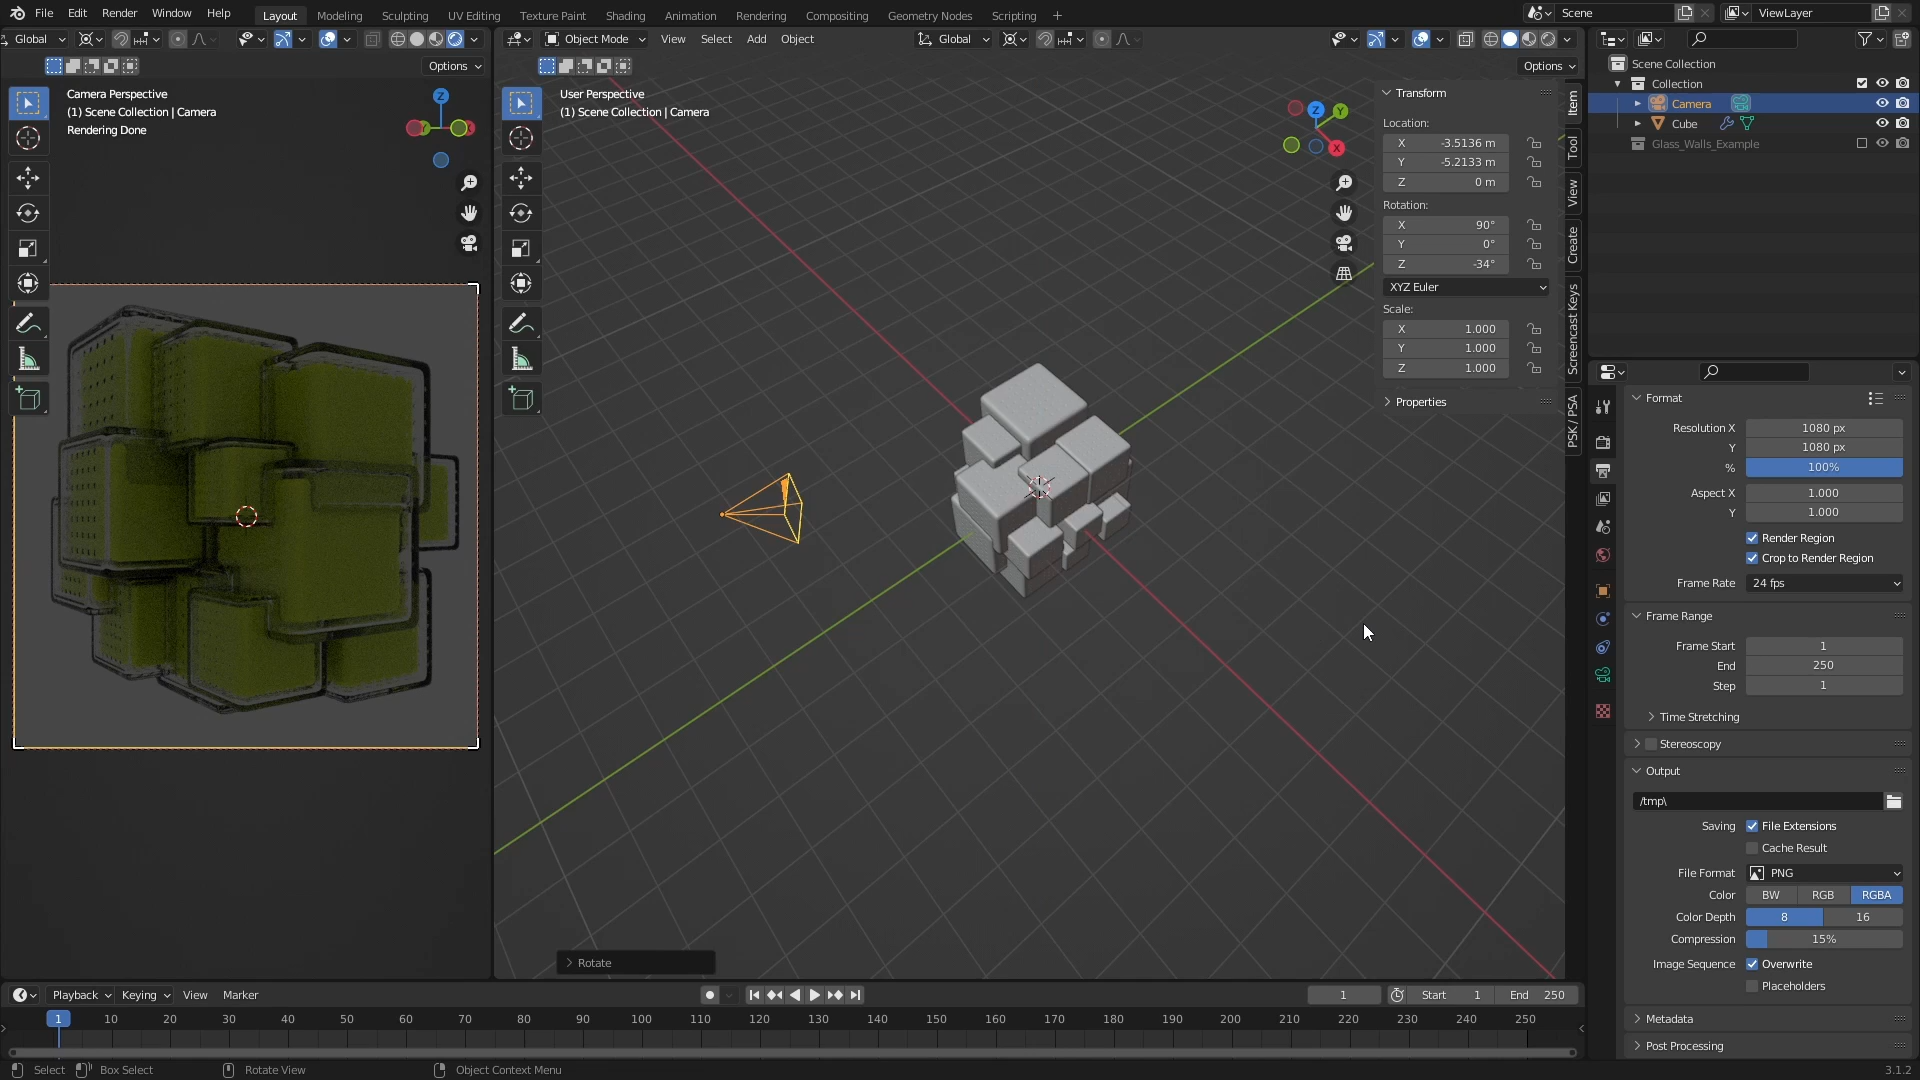 File Edit Render Window Help
Layout Modeling Sculpting UV Editing Texture Paint Shading Animation Rendering Compositing Geometry Nodes Scripting +
Scene
ViewLayer
Global
Options
Camera Perspective
(1) Scene Collection | Camera
Rendering Done
Z
Object Mode View Select Add Object
Global
Options
User Perspective
(1) Scene Collection | Camera
Z
Y
X
Transform
Location:
X -3.5136 m
Y -5.2133 m
Z 0 m
Rotation:
X 90°
Y 0°
Z -34°
XYZ Euler
Scale:
X 1.000
Y 1.000
Z 1.000
Properties
Item
Tool
View
Create
Screencast Keys
PSK / PSA
Rotate
Scene Collection
Collection
Camera
Cube
Glass_Walls_Example
Format
Resolution X 1080 px
Y 1080 px
% 100%
Aspect X 1.000
Y 1.000
Render Region
Crop to Render Region
Frame Rate 24 fps
Frame Range
Frame Start 1
End 250
Step 1
Time Stretching
Stereoscopy
Output
/tmp\
Saving File Extensions
Cache Result
File Format PNG
Color BW RGB RGBA
Color Depth 8 16
Compression 15%
Image Sequence Overwrite
Placeholders
Metadata
Post Processing
Playback Keying View Marker
1
Start 1 End 250
1 10 20 30 40 50 60 70 80 90 100 110 120 130 140 150 160 170 180 190 200 210 220 230 240 250
Select Box Select Rotate View Object Context Menu
3.1.2